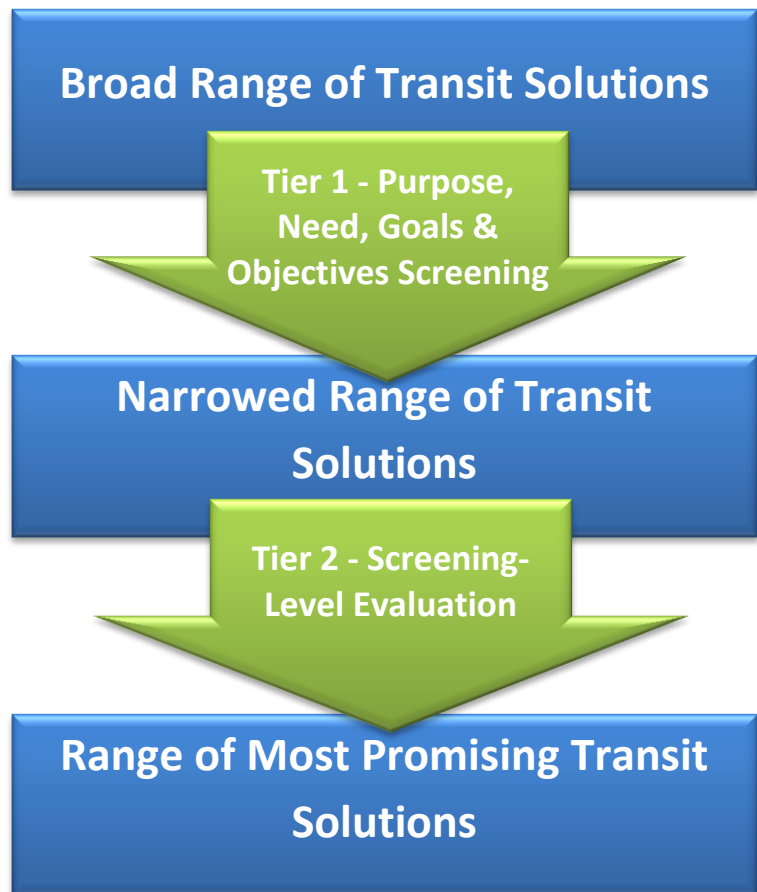 Broad Range of Transit Solutions
Tier 1 - Purpose,
Need, Goals &
Objectives Screening
Narrowed Range of Transit
Solutions
Tier 2 - Screening-
Level Evaluation
Range of Most Promising Transit
Solutions